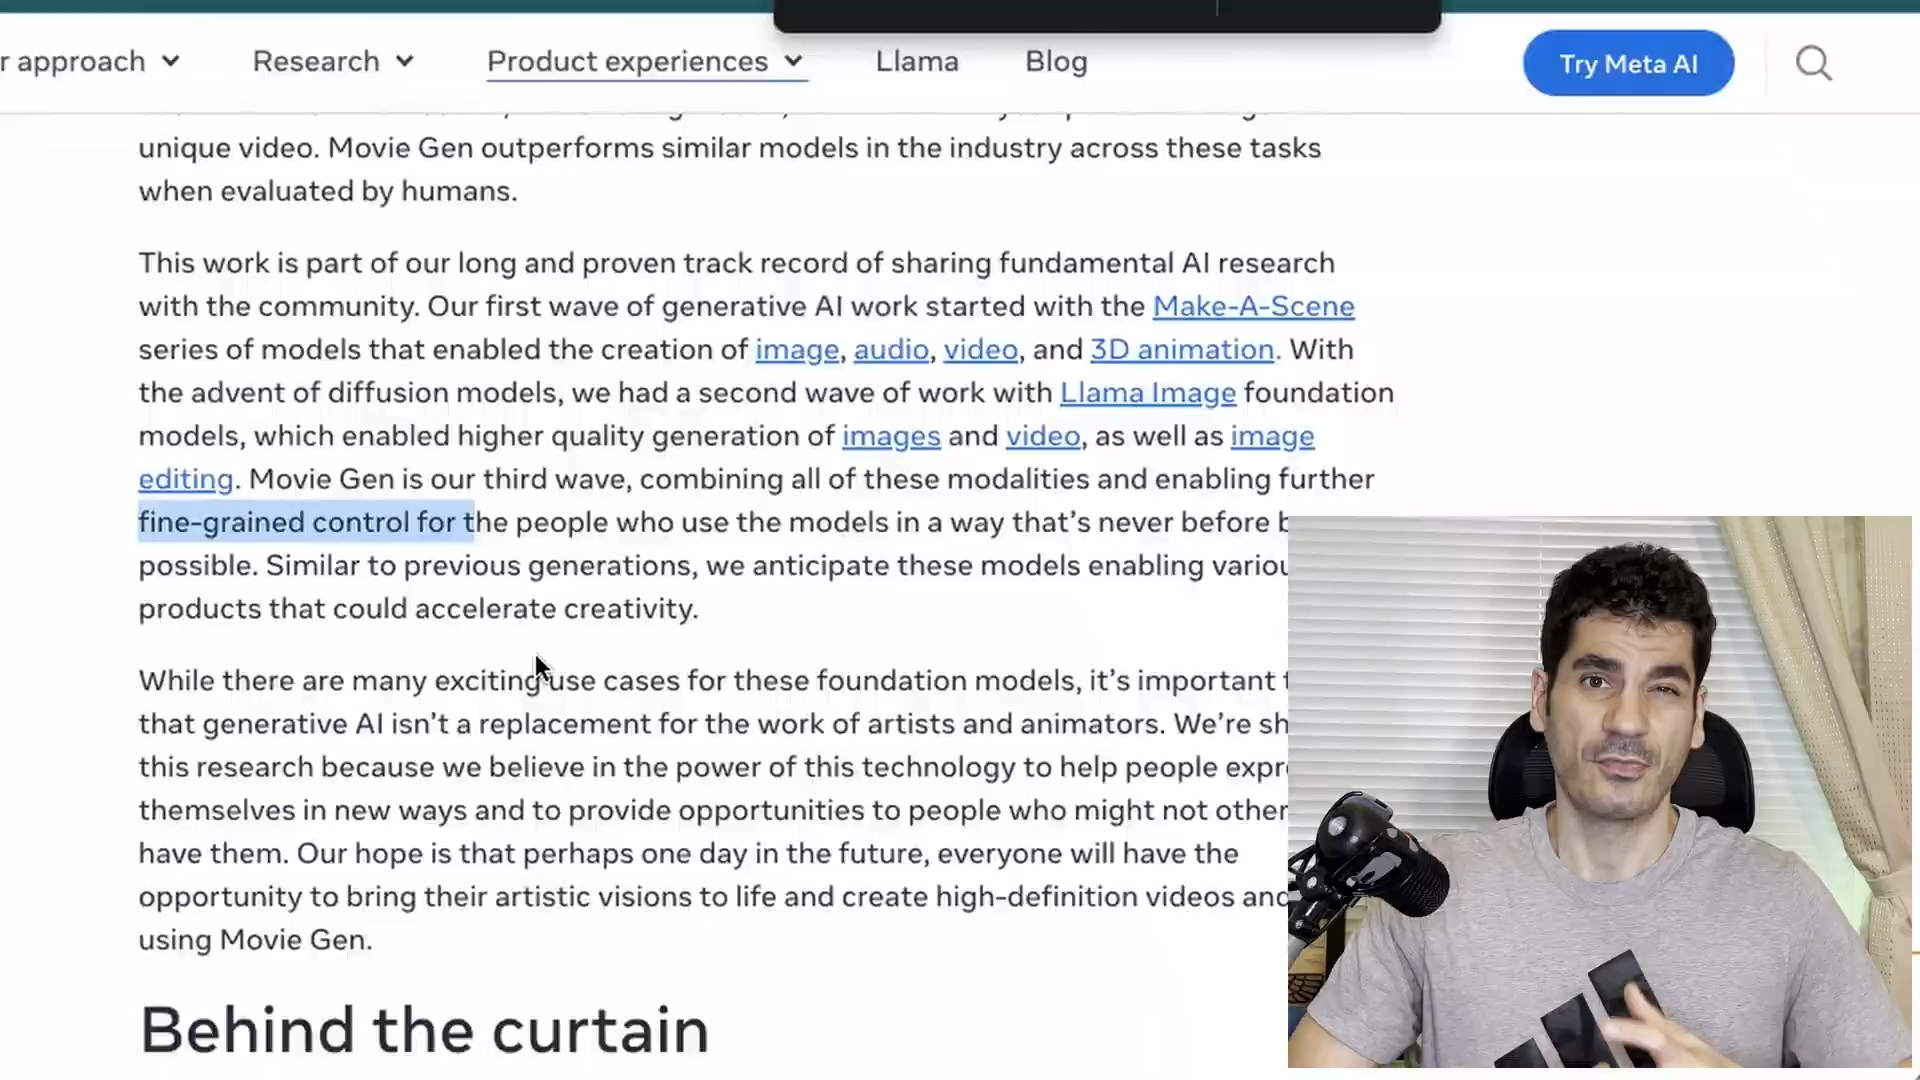 r approach
Research
Product experiences
Llama
Blog
Try Meta AI
unique video. Movie Gen outperforms similar models in the industry across these tasks
when evaluated by humans.
This work is part of our long and proven track record of sharing fundamental AI research
with the community. Our first wave of generative AI work started with the Make-A-Scene
series of models that enabled the creation of image, audio, video, and 3D animation. With
the advent of diffusion models, we had a second wave of work with Llama Image foundation
models, which enabled higher quality generation of images and video, as well as image
editing. Movie Gen is our third wave, combining all of these modalities and enabling further
fine-grained control for the people who use the models in a way that’s never before b
possible. Similar to previous generations, we anticipate these models enabling variou
products that could accelerate creativity.
While there are many exciting use cases for these foundation models, it’s important t
that generative AI isn’t a replacement for the work of artists and animators. We’re sh
this research because we believe in the power of this technology to help people expr
themselves in new ways and to provide opportunities to people who might not other
have them. Our hope is that perhaps one day in the future, everyone will have the
opportunity to bring their artistic visions to life and create high-definition videos and
using Movie Gen.
Behind the curtain